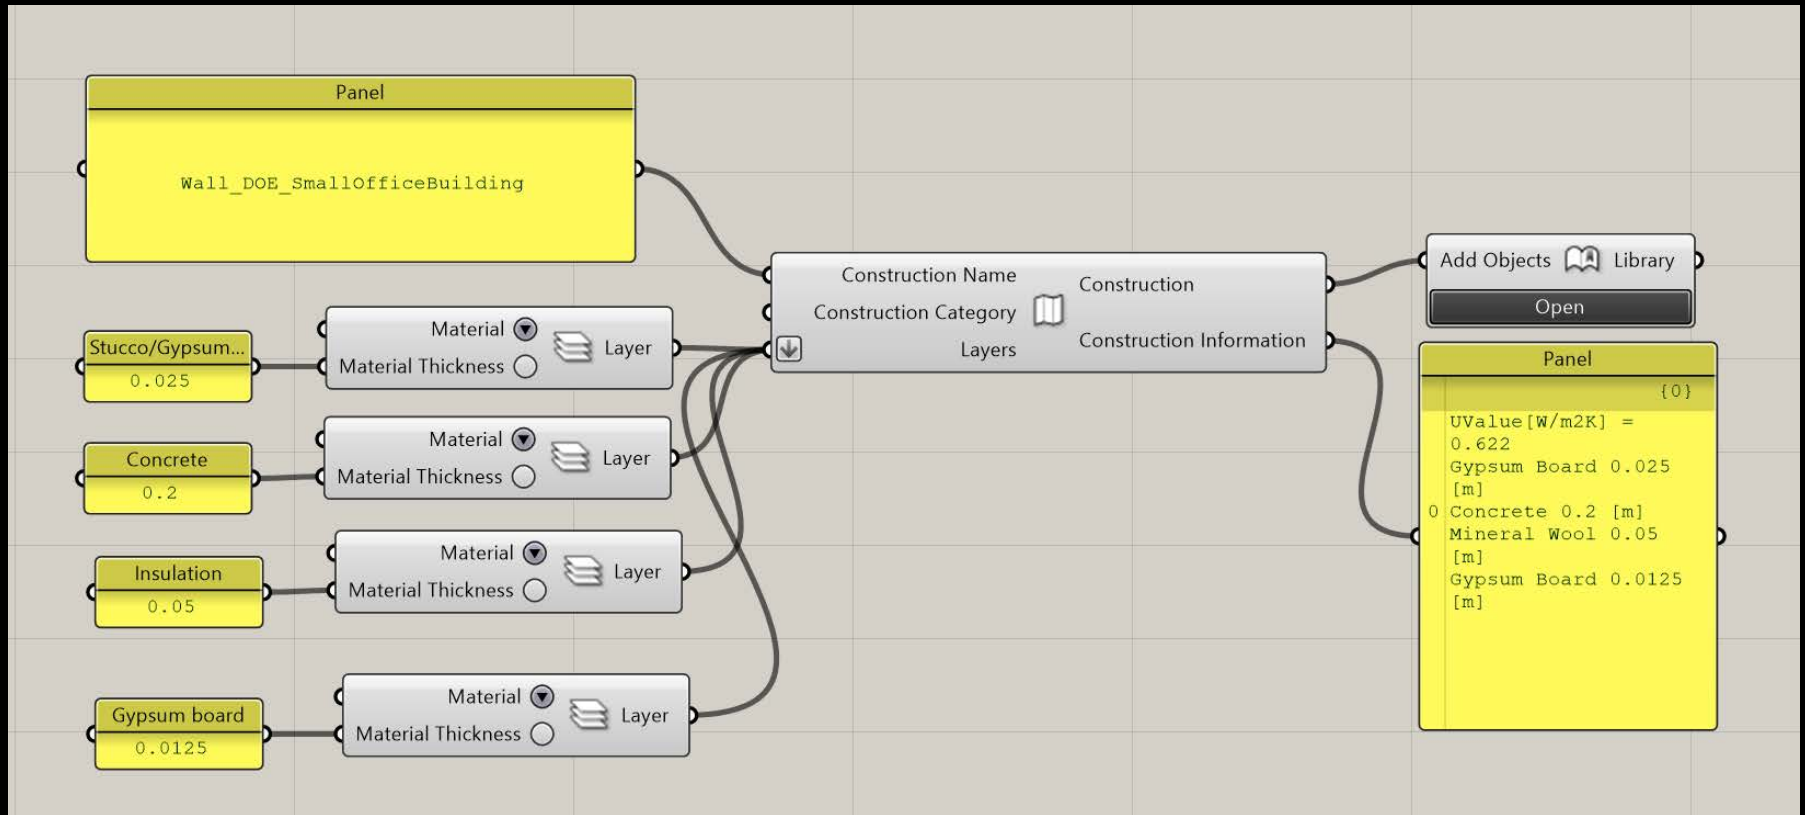 Panel
Wall_DOE_SmallOfficeBuilding
Stucco/Gypsum...
0.025
Material
Material Thickness
Layer
Concrete
0.2
Material
Material Thickness
Layer
Insulation
0.05
Material
Material Thickness
Layer
Gypsum board
0.0125
Material
Material Thickness
Layer
Construction Name
Construction Category
Layers
Construction
Construction Information
Add Objects
Library
Open
Panel
{0}
UValue[W/m2K] =
0.622
Gypsum Board 0.025
[m]
0 Concrete 0.2 [m]
Mineral Wool 0.05
[m]
Gypsum Board 0.0125
[m]